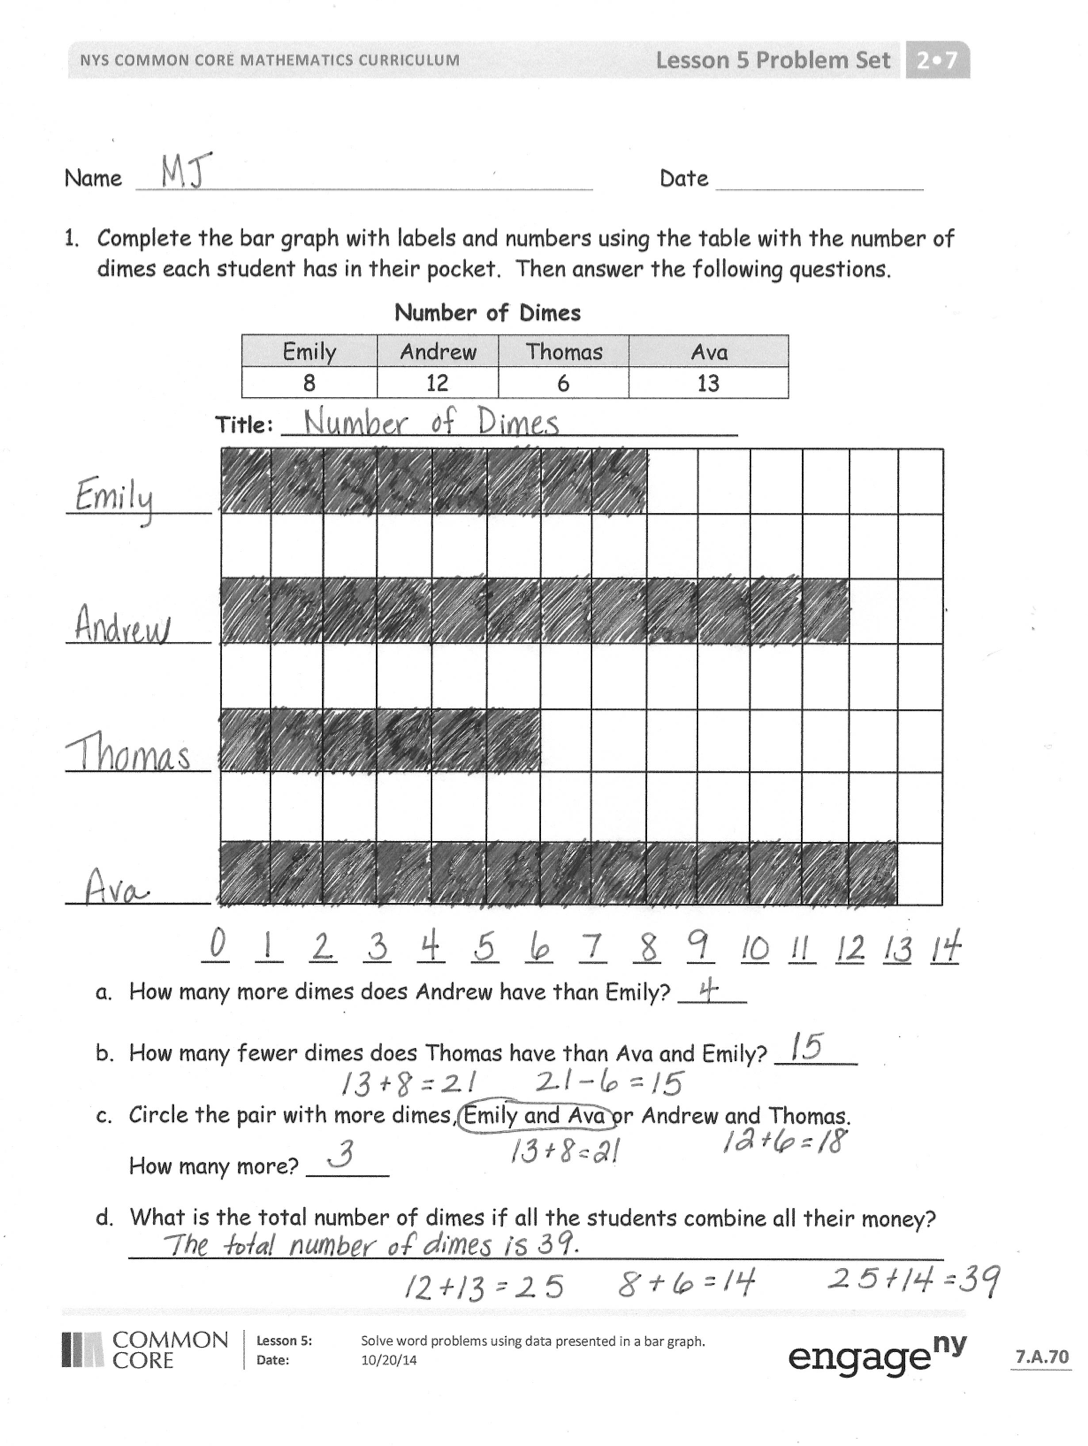 NYS COMMON CORE MATHEMATICS CURRICULUM Lesson 5 Problem Set 2•7
Name MJ Date
1. Complete the bar graph with labels and numbers using the table with the number of
dimes each student has in their pocket. Then answer the following questions.
Number of Dimes
Emily Andrew Thomas Ava
8 12 6 13
Title: Number of Dimes
Emily
Andrew
Thomas
Ava
0 1 2 3 4 5 6 7 8 9 10 11 12 13 14
a. How many more dimes does Andrew have than Emily? 4
b. How many fewer dimes does Thomas have than Ava and Emily? 15
13+8=21 21-6=15
c. Circle the pair with more dimes, Emily and Ava or Andrew and Thomas.
13+8=21 12+6=18
How many more? 3
d. What is the total number of dimes if all the students combine all their money?
The total number of dimes is 39.
12+13=25 8+6=14 25+14=39
COMMON CORE
Lesson 5: Solve word problems using data presented in a bar graph.
Date: 10/20/14
engage ny
7.A.70